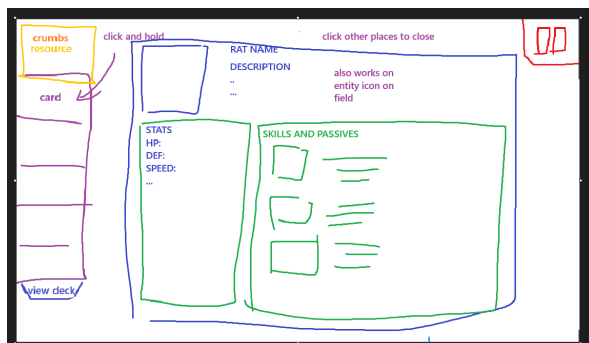 crumbs
resource
click and hold
click other places to close
RAT NAME
DESCRIPTION
..
...
also works on
entity icon on
field
card
STATS
HP:
DEF:
SPEED:
...
SKILLS AND PASSIVES
view deck